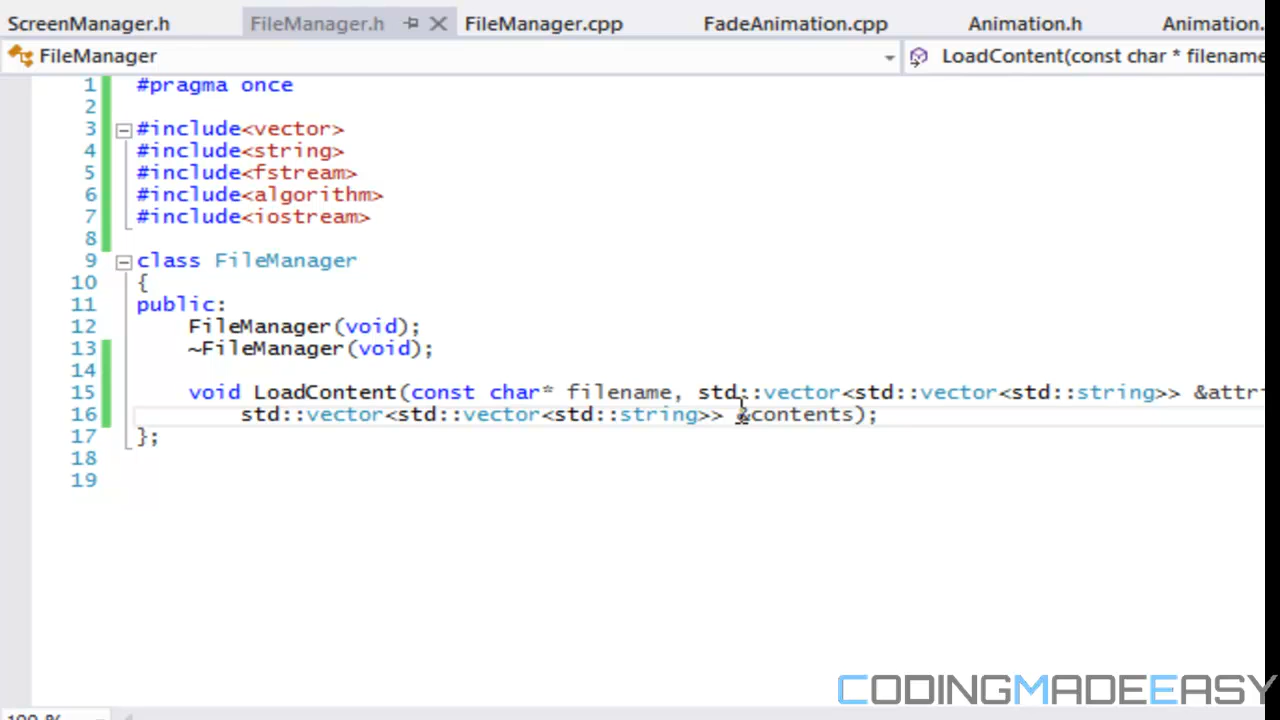 ScreenManager.h FileManager.h FileManager.cpp FadeAnimation.cpp Animation.h Animation.
FileManager LoadContent(const char * filename
1 #pragma once
2
3 #include<vector>
4 #include<string>
5 #include<fstream>
6 #include<algorithm>
7 #include<iostream>
8
9 class FileManager
10 {
11 public:
12 FileManager(void);
13 ~FileManager(void);
14
15 void LoadContent(const char* filename, std::vector<std::vector<std::string>> &attri
16 std::vector<std::vector<std::string>> &contents);
17 };
18
19
CODINGMADEEASY
100 %